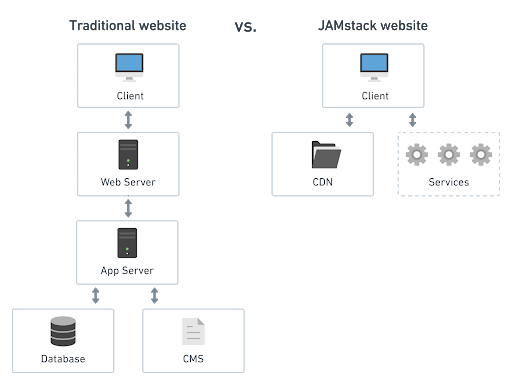 Traditional website
vs.
JAMstack website
Client
Client
Web Server
CDN
Services
App Server
Database
CMS